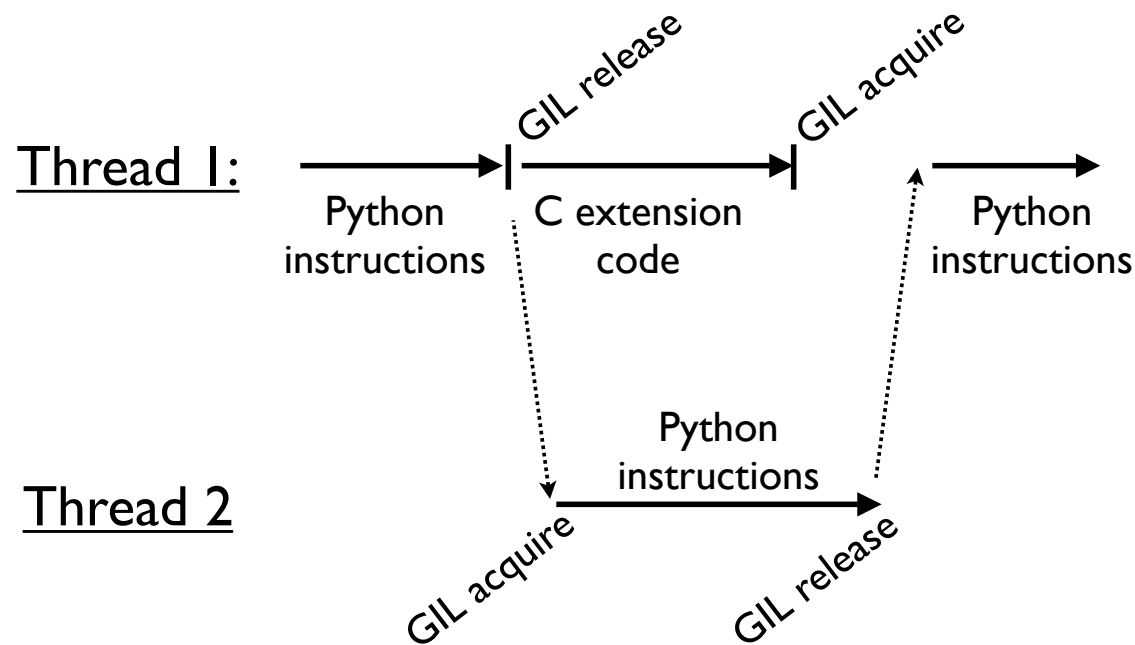 GIL release
GIL acquire
Thread 1:
Python
instructions
C extension
code
Python
instructions
Python
instructions
Thread 2
GIL acquire
GIL release